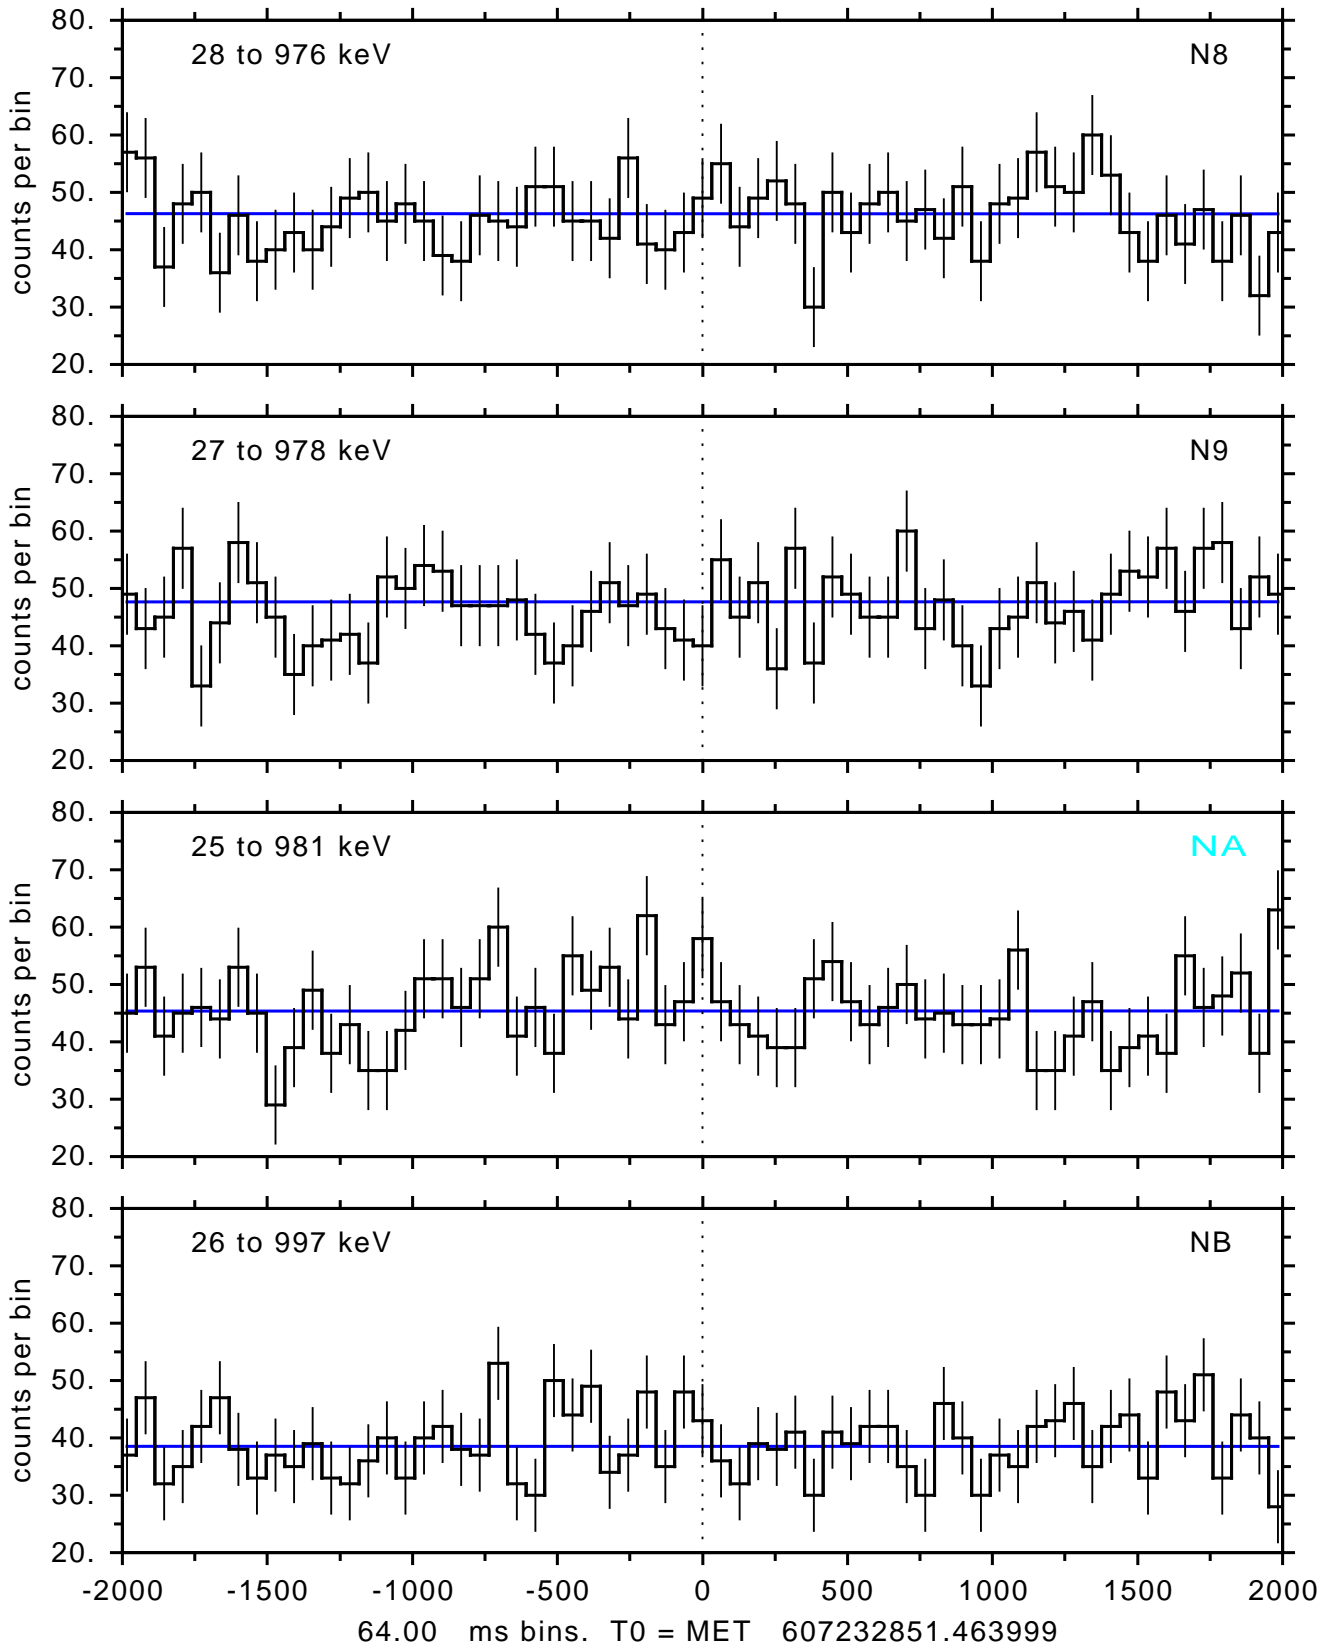 80.
28 to 976 keV N8
70.
60.
50.
40.
30.
20.
counts per bin
80.
27 to 978 keV N9
70.
60.
50.
40.
30.
20.
counts per bin
80.
25 to 981 keV NA
70.
60.
50.
40.
30.
20.
counts per bin
80.
26 to 997 keV NB
70.
60.
50.
40.
30.
20.
counts per bin
-2000 -1500 -1000 -500 0 500 1000 1500 2000
64.00 ms bins. T0 = MET 607232851.463999